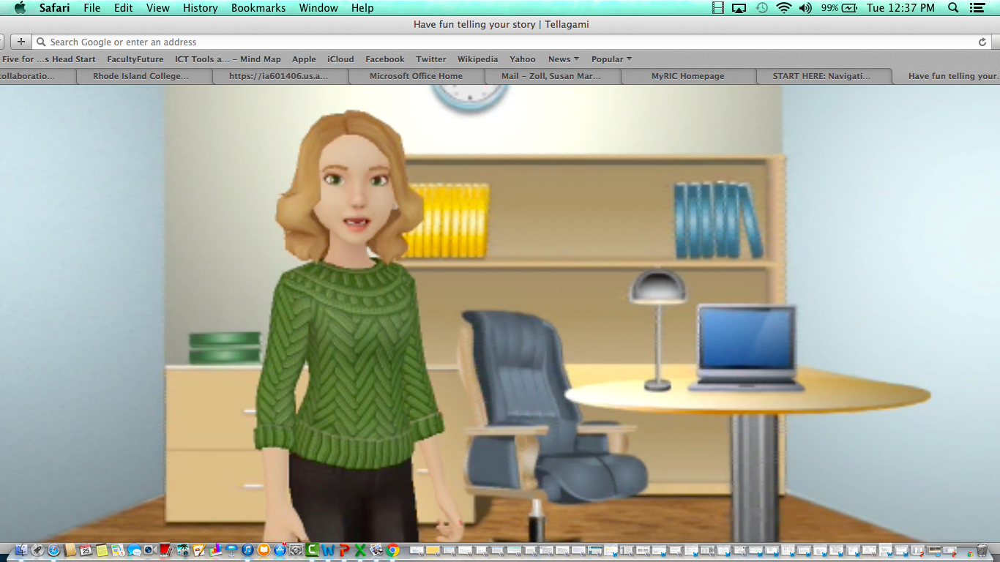 Safari File Edit View History Bookmarks Window Help 99% Tue 12:37 PM
Have fun telling your story | Tellagami
Search Google or enter an address
Five for ...s Head Start FacultyFuture ICT Tools a... – Mind Map Apple iCloud Facebook Twitter Wikipedia Yahoo News Popular
ollaboratio... Rhode Island College... https://ia601406.us.a... Microsoft Office Home Mail – Zoll, Susan Mar... MyRIC Homepage START HERE: Navigati... Have fun telling your
25